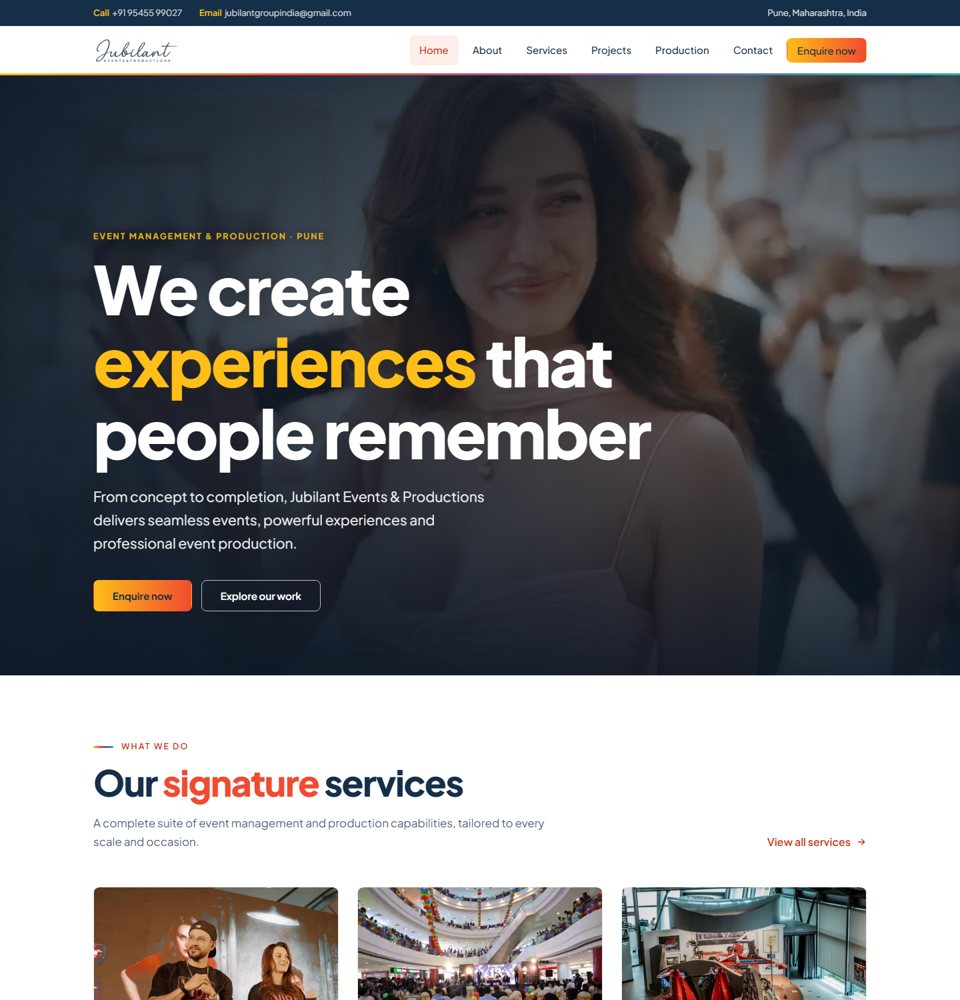 Call +91 95455 99027
Email jubilantgroupindia@gmail.com
Pune, Maharashtra, India
Jubilant
EVENTS & PRODUCTIONS
Home
About
Services
Projects
Production
Contact
Enquire now
EVENT MANAGEMENT & PRODUCTION · PUNE
We create
experiences that
people remember
From concept to completion, Jubilant Events & Productions
delivers seamless events, powerful experiences and
professional event production.
Enquire now
Explore our work
WHAT WE DO
Our signature services
A complete suite of event management and production capabilities, tailored to every
scale and occasion.
View all services →